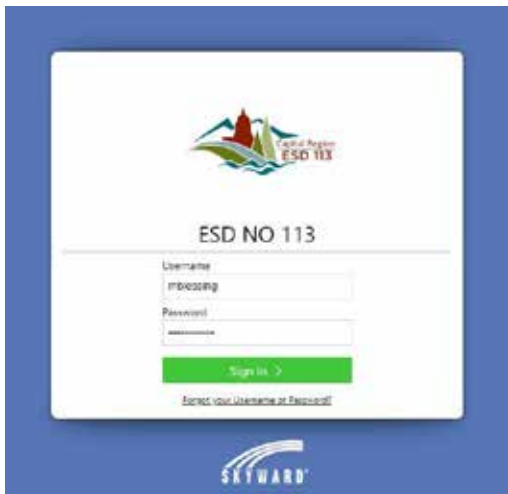 Capital Region
ESD 113
ESD NO 113
Username
mblessing
Password
Sign In >
Forgot your Username or Password?
SKYWARD®